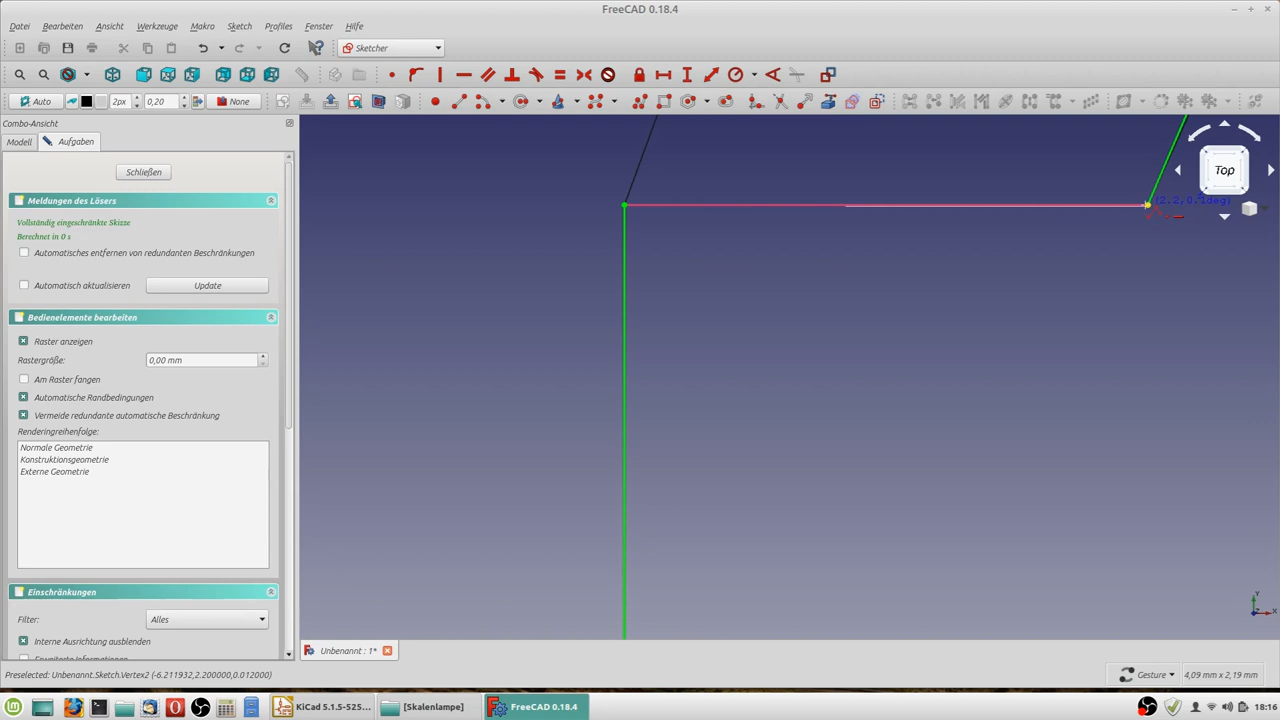 FreeCAD 0.18.4
Datei Bearbeiten Ansicht Werkzeuge Makro Sketch Profiles Fenster Hilfe
Sketcher
Auto 2px 0,20 None
Combo-Ansicht
Modell Aufgaben
Schließen
Meldungen des Lösers
Vollständig eingeschränkte Skizze
Berechnet in 0 s
Automatisches entfernen von redundanten Beschränkungen
Automatisch aktualisieren Update
Bedienelemente bearbeiten
Raster anzeigen
Rastergröße: 0,00 mm
Am Raster fangen
Automatische Randbedingungen
Vermeide redundante automatische Beschränkung
Renderingreihenfolge:
Normale Geometrie
Konstruktionsgeometrie
Externe Geometrie
Einschränkungen
Filter: Alles
Interne Ausrichtung ausblenden
Erweiterte Informationen
Top
Y
X
Unbenannt : 1*
Preselected: Unbenannt.Sketch.Vertex2 (-6.211932,2.200000,0.012000)
Gesture 4,09 mm x 2,19 mm
KiCad 5.1.5-525... [Skalenlampe] FreeCAD 0.18.4 18:16